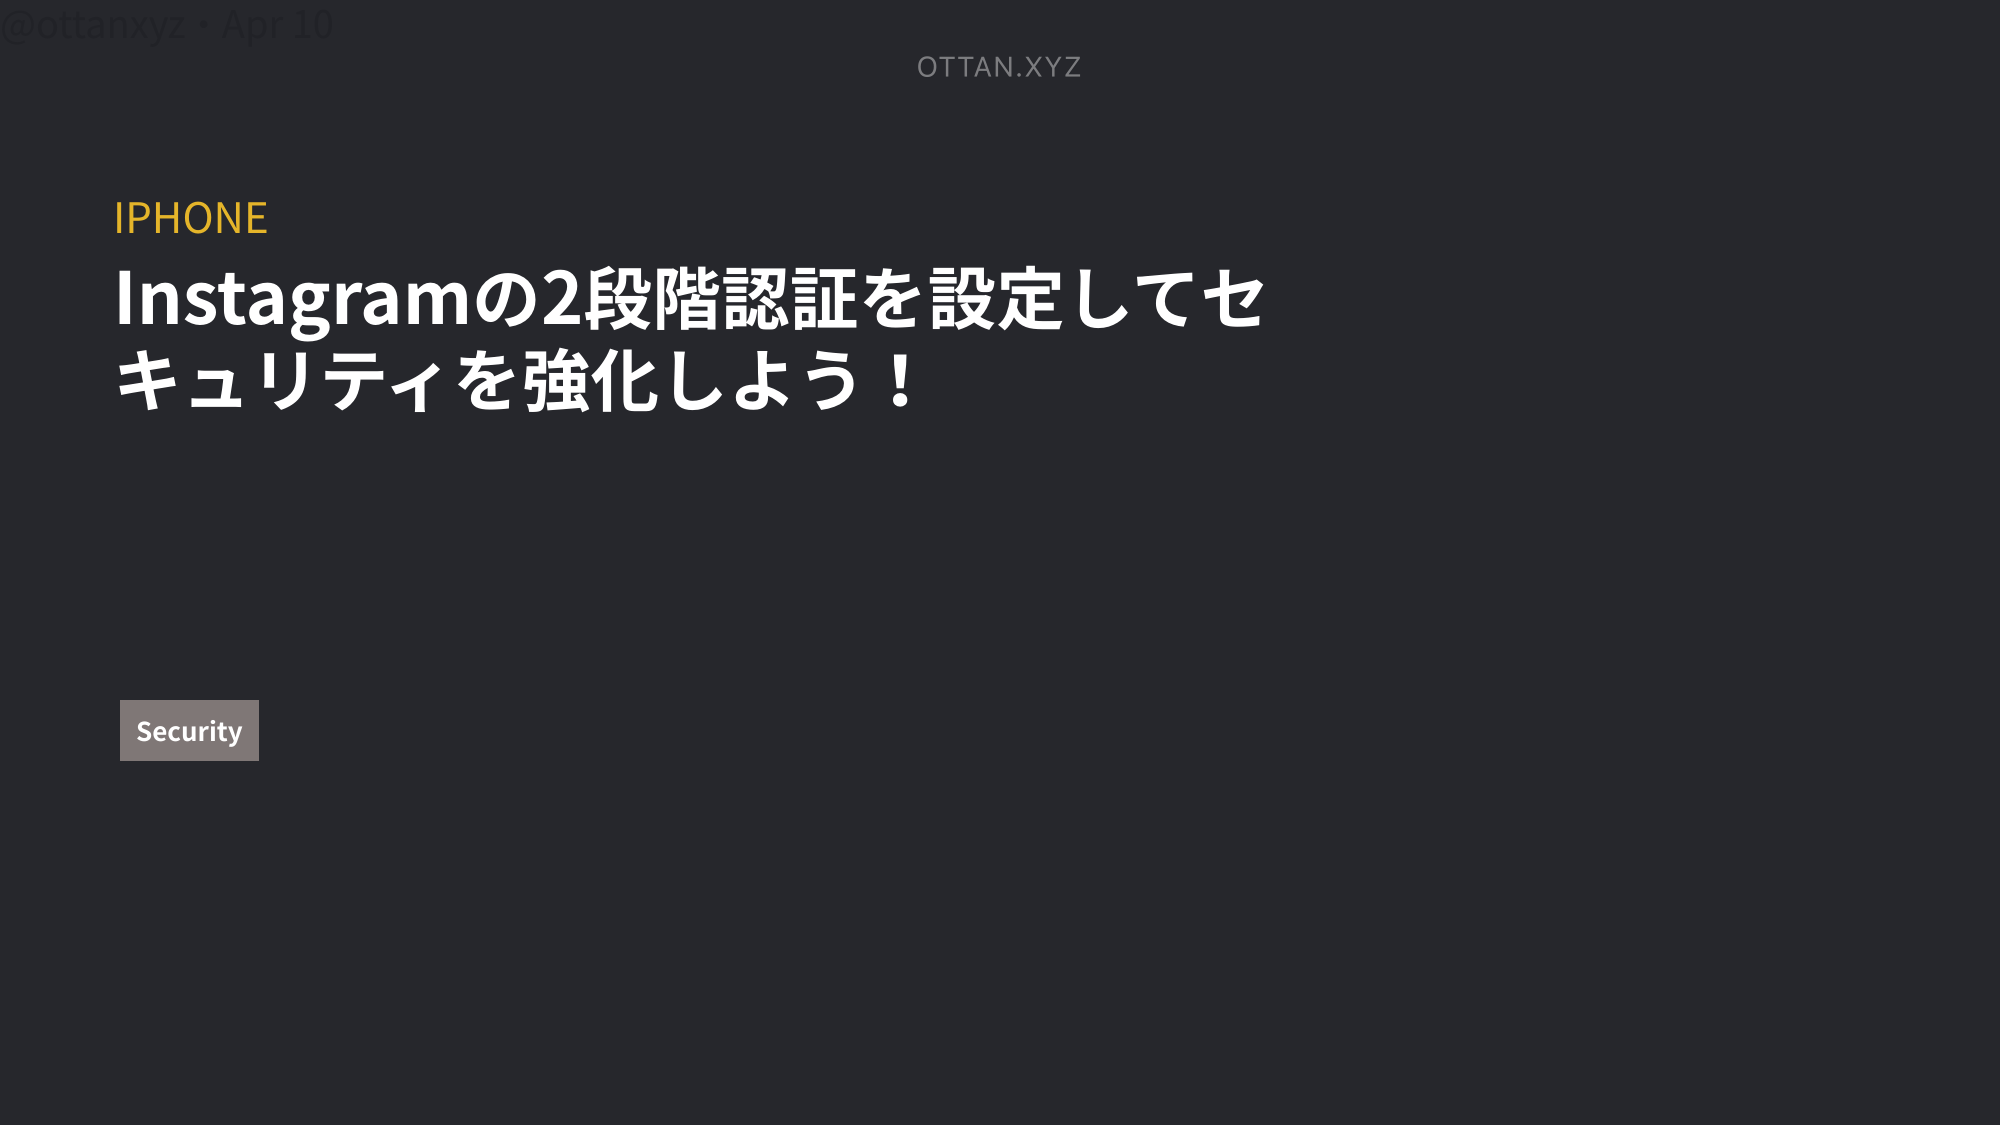 @ottanxyz・Apr 10
OTTAN.XYZ
IPHONE
Instagramの2段階認証を設定してセ
キュリティを強化しよう！
Security